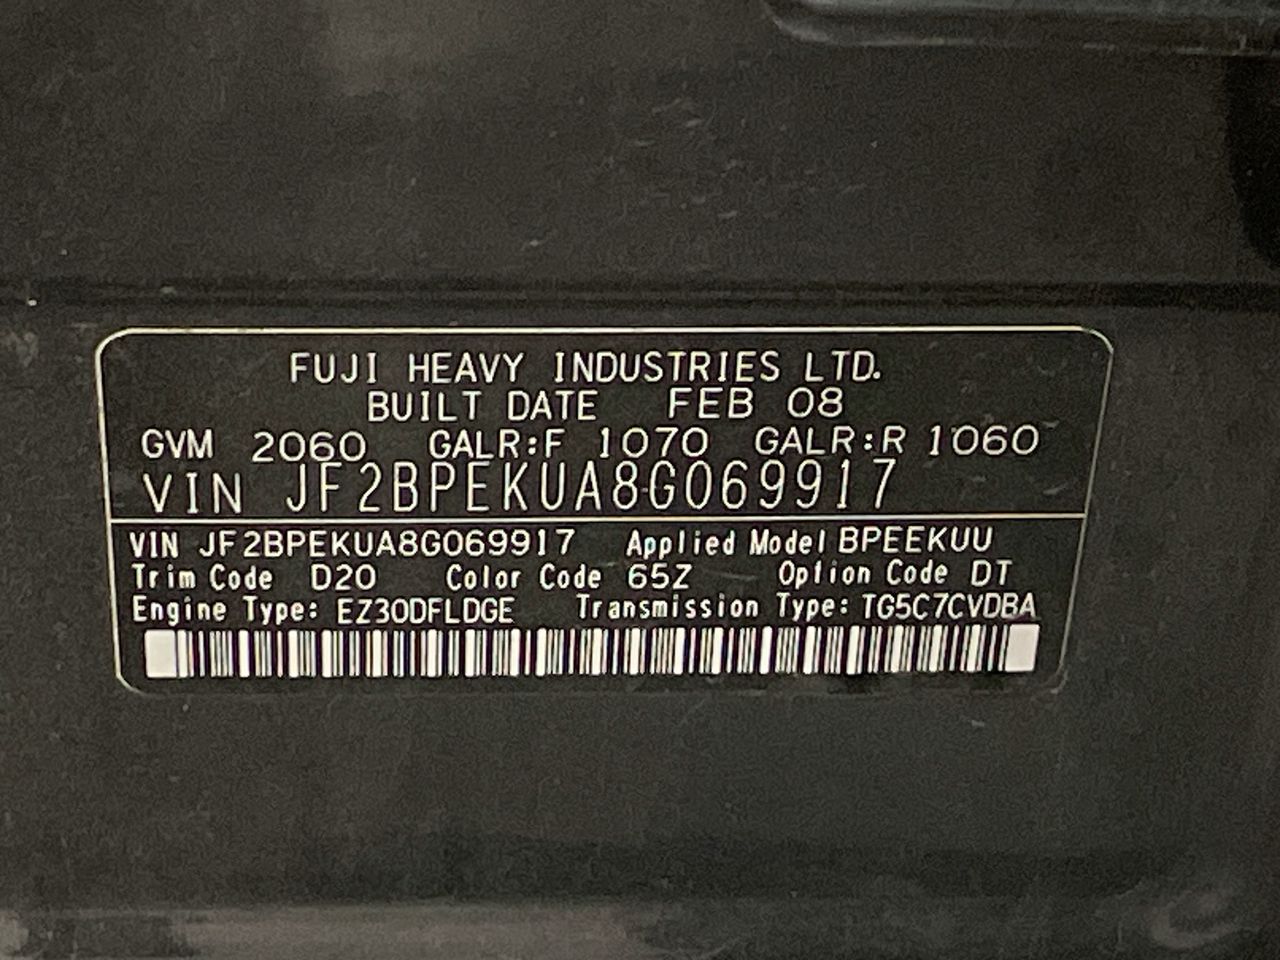 FUJI HEAVY INDUSTRIES LTD.
BUILT DATE FEB 08
GVM 2060 GALR:F 1070 GALR:R 1060
VIN JF2BPEKUA8G069917
VIN JF2BPEKUA8G069917 Applied Model BPEEKUU
Trim Code D20 Color Code 65Z Option Code DT
Engine Type: EZ30DFLDGE Transmission Type: TG5C7CVDBA